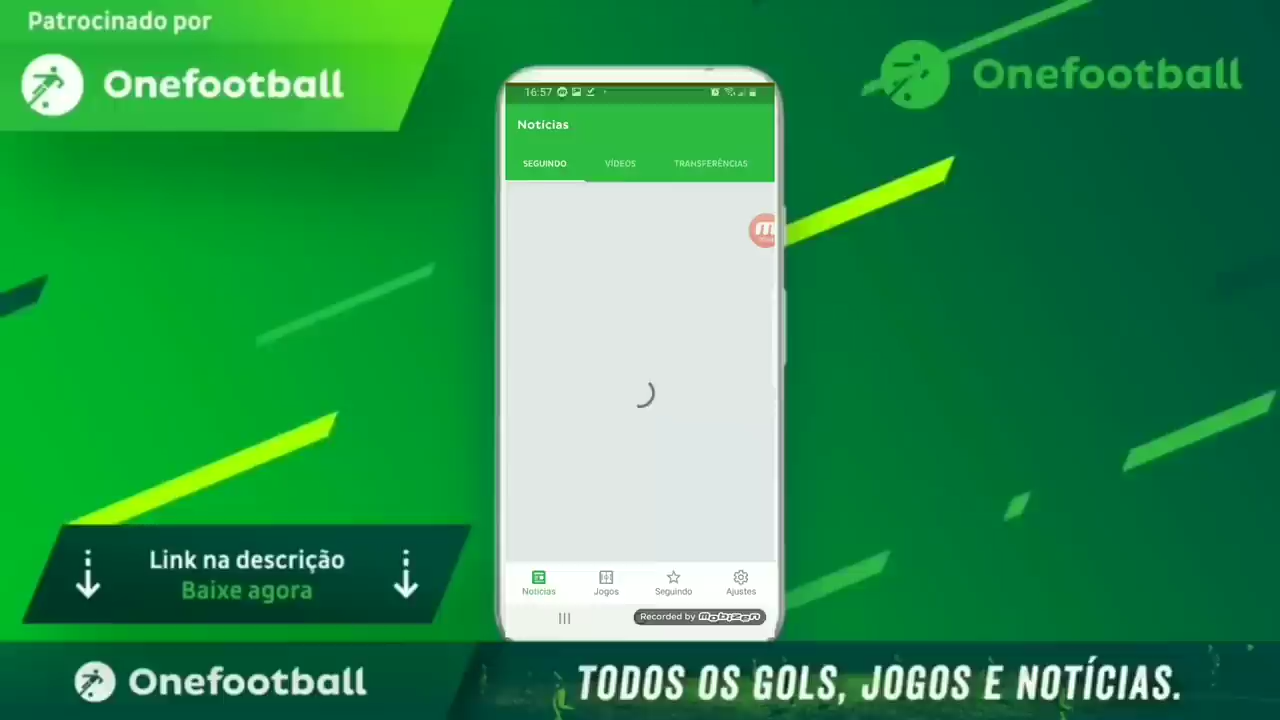 Patrocinado por
Onefootball
Onefootball
16:57
Notícias
SEGUINDO VÍDEOS TRANSFERÊNCIAS
Link na descrição
Baixe agora
Notícias Jogos Seguindo Ajustes
Recorded by Mobizen
Onefootball
TODOS OS GOLS, JOGOS E NOTÍCIAS.